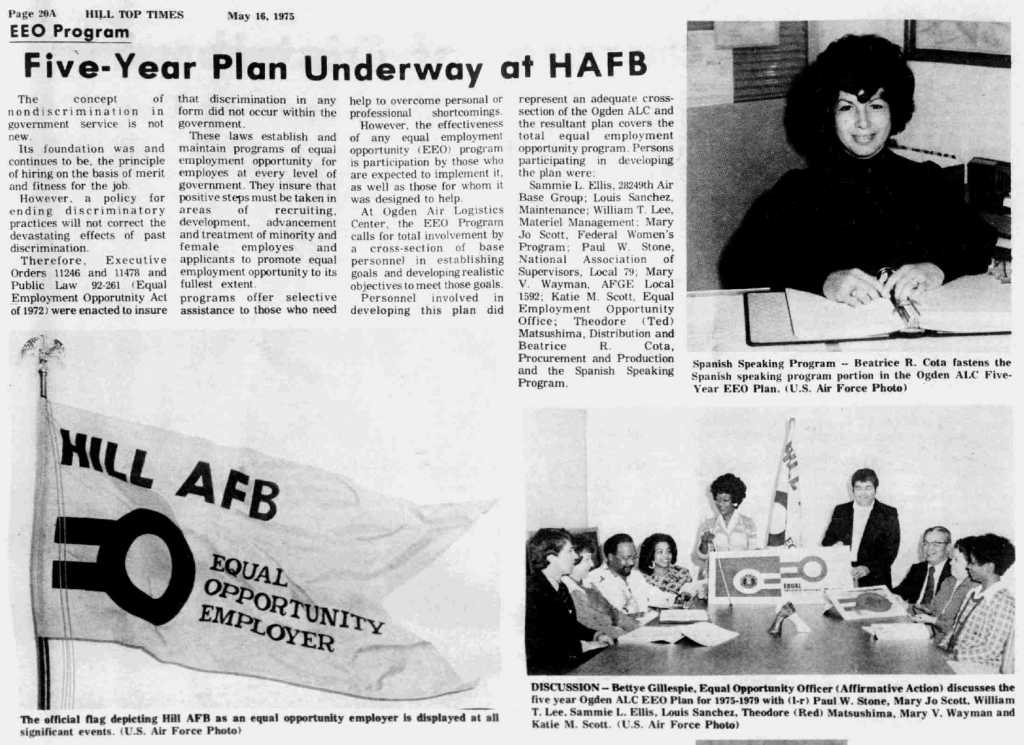 Page 20A HILL TOP TIMES May 16, 1975
EEO Program
Five-Year Plan Underway at HAFB
The concept of
nondiscrimination in
government service is not
new.
Its foundation was and
continues to be, the principle
of hiring on the basis of merit
and fitness for the job.
However, a policy for
ending discriminatory
practices will not correct the
devastating effects of past
discrimination.
Therefore, Executive
Orders 11246 and 11478 and
Public Law 92-261 (Equal
Employment Opporutnity Act
of 1972) were enacted to insure
that discrimination in any
form did not occur within the
government.
These laws establish and
maintain programs of equal
employment opportunity for
employes at every level of
government. They insure that
positive steps must be taken in
areas of recruiting,
development, advancement
and treatment of minority and
female employes and
applicants to promote equal
employment opportunity to its
fullest extent.
programs offer selective
assistance to those who need
help to overcome personal or
professional shortcomings.
However, the effectiveness
of any equal employment
opportunity (EEO) program
is participation by those who
are expected to implement it,
as well as those for whom it
was designed to help.
At Ogden Air Logistics
Center, the EEO Program
calls for total involvement by
a cross-section of base
personnel in establishing
goals and developing realistic
objectives to meet those goals.
Personnel involved in
developing this plan did
represent an adequate cross-
section of the Ogden ALC and
the resultant plan covers the
total equal employment
opportunity program. Persons
participating in developing
the plan were:
Sammie L. Ellis, 28249th Air
Base Group; Louis Sanchez,
Maintenance; William T. Lee,
Materiel Management; Mary
Jo Scott, Federal Women's
Program; Paul W. Stone,
National Association of
Supervisors, Local 79; Mary
V. Wayman, AFGE Local
1592; Katie M. Scott, Equal
Employment Opportunity
Office; Theodore (Ted)
Matsushima, Distribution and
Beatrice R. Cota,
Procurement and Production
and the Spanish Speaking
Program.
Spanish Speaking Program -- Beatrice R. Cota fastens the
Spanish speaking program portion in the Ogden ALC Five-
Year EEO Plan. (U.S. Air Force Photo)
HILL AFB
EQUAL
OPPORTUNITY
EMPLOYER
The official flag depicting Hill AFB as an equal opportunity employer is displayed at all
significant events. (U.S. Air Force Photo)
HILL
EQUAL
DISCUSSION -- Bettye Gillespie, Equal Opportunity Officer (Affirmative Action) discusses the
five year Ogden ALC EEO Plan for 1975-1979 with (l-r) Paul W. Stone, Mary Jo Scott, William
T. Lee, Sammie L. Ellis, Louis Sanchez, Theodore (Red) Matsushima, Mary V. Wayman and
Katie M. Scott. (U.S. Air Force Photo)